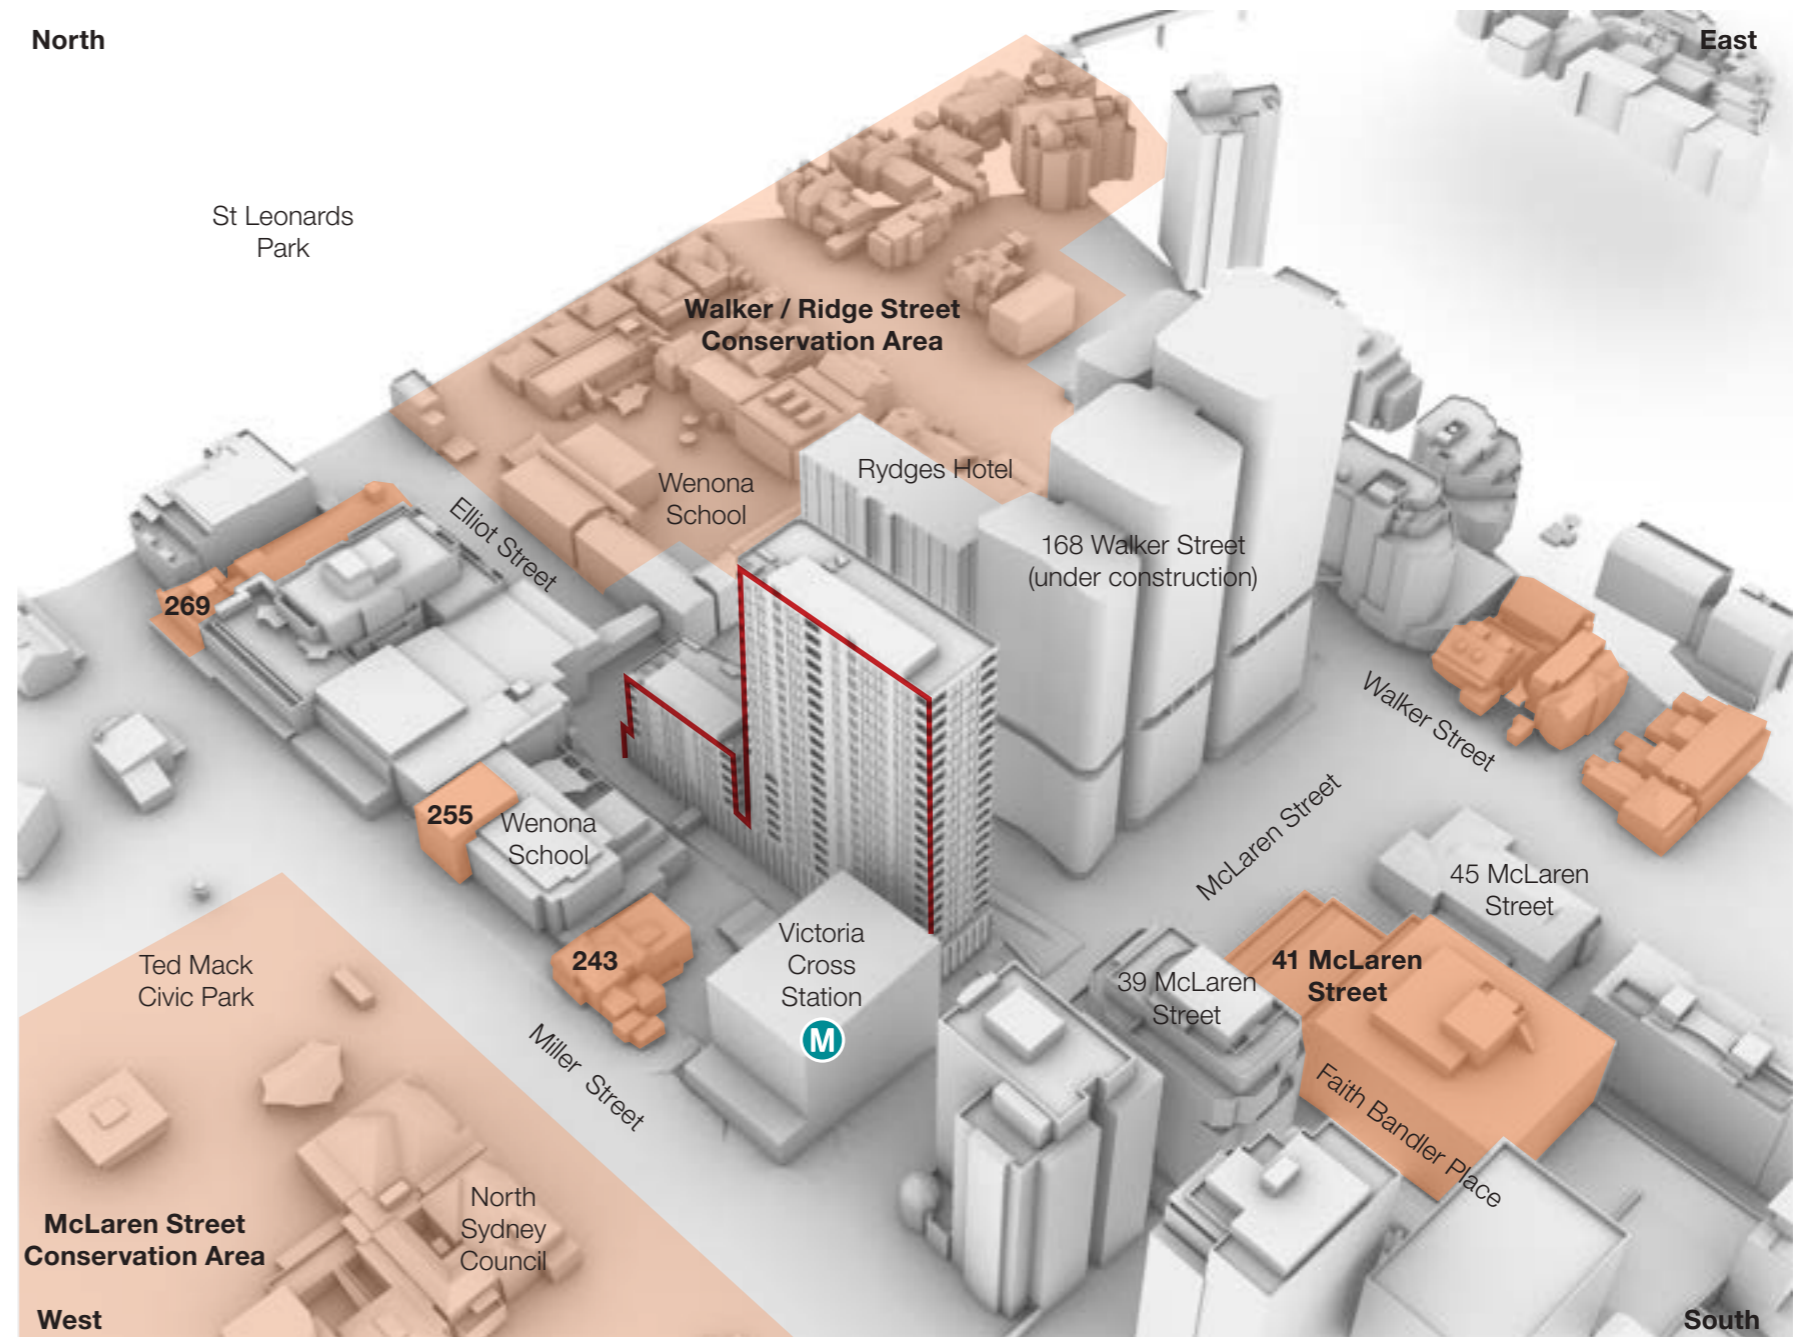 North
East
St Leonards
Park
Walker / Ridge Street
Conservation Area
Rydges Hotel
Wenona
School
Elliot Street
168 Walker Street
(under construction)
269
Walker Street
255
Wenona
School
McLaren Street
45 McLaren
Street
Ted Mack
Civic Park
243
Victoria
Cross
Station
M
39 McLaren
Street
41 McLaren
Street
Miller Street
Faith Bandler Place
North
Sydney
Council
McLaren Street
Conservation Area
West
South